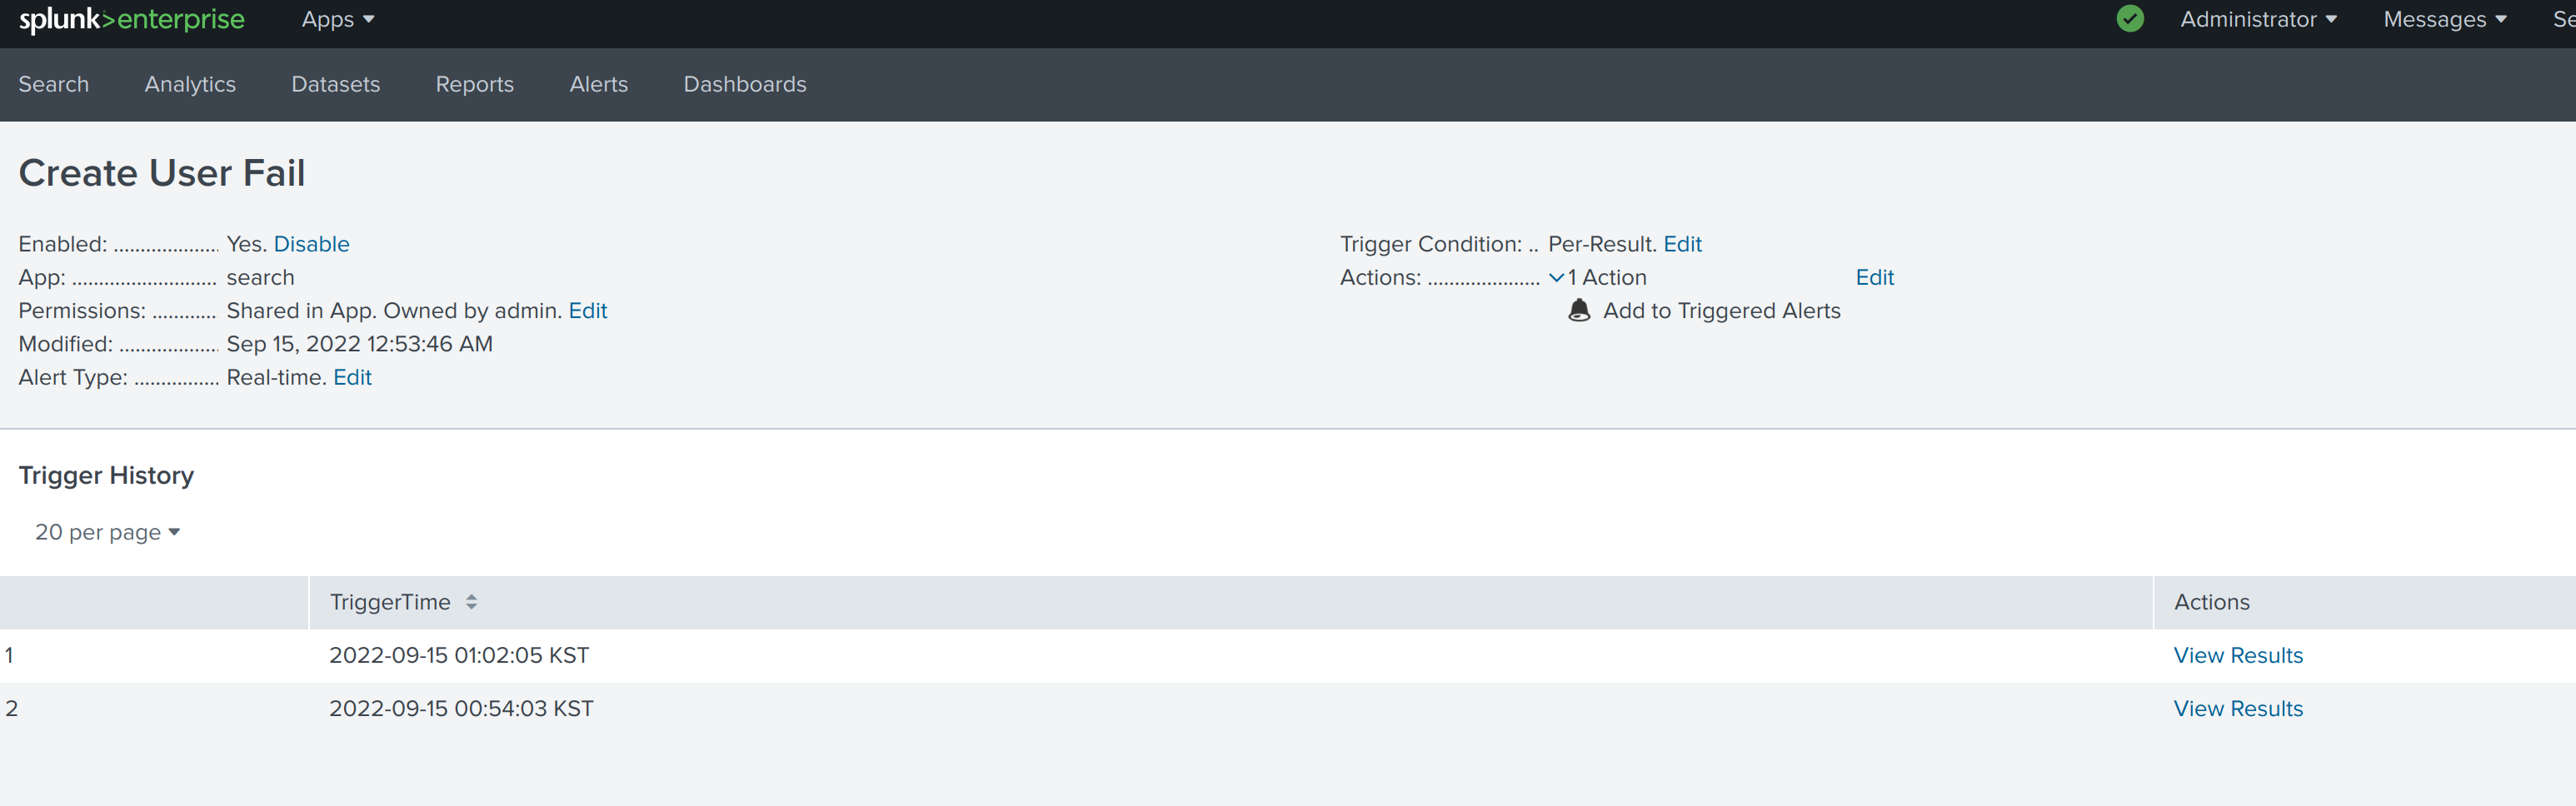 splunk>enterprise Apps Administrator Messages Se
Search Analytics Datasets Reports Alerts Dashboards
Create User Fail
Enabled: .................... Yes. Disable
App: ........................... search
Permissions: ............ Shared in App. Owned by admin. Edit
Modified: ................... Sep 15, 2022 12:53:46 AM
Alert Type: ................ Real-time. Edit
Trigger Condition: .. Per-Result. Edit
Actions: ..................... 1 Action Edit
Add to Triggered Alerts
Trigger History
20 per page
TriggerTime Actions
1 2022-09-15 01:02:05 KST View Results
2 2022-09-15 00:54:03 KST View Results